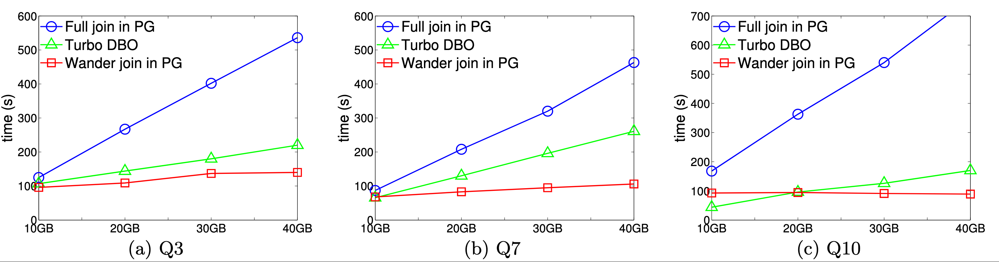 600
500
400
300
200
100
0
time (s)
Full join in PG
Turbo DBO
Wander join in PG
10GB 20GB 30GB 40GB
(a) Q3
600
500
400
300
200
100
0
time (s)
Full join in PG
Turbo DBO
Wander join in PG
10GB 20GB 30GB 40GB
(b) Q7
700
600
500
400
300
200
100
0
time (s)
Full join in PG
Turbo DBO
Wander join in PG
10GB 20GB 30GB 40GB
(c) Q10